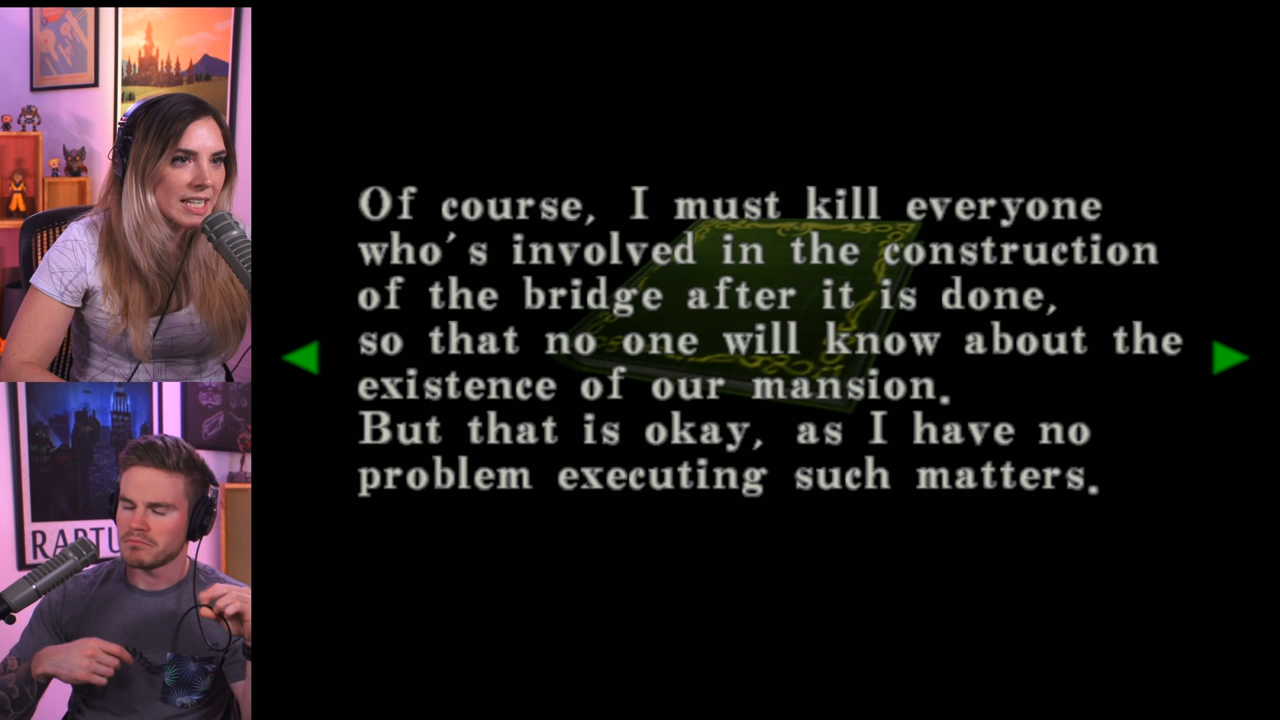 Of course, I must kill everyone
who's involved in the construction
of the bridge after it is done,
so that no one will know about the
existence of our mansion.
But that is okay, as I have no
problem executing such matters.
RAPTU